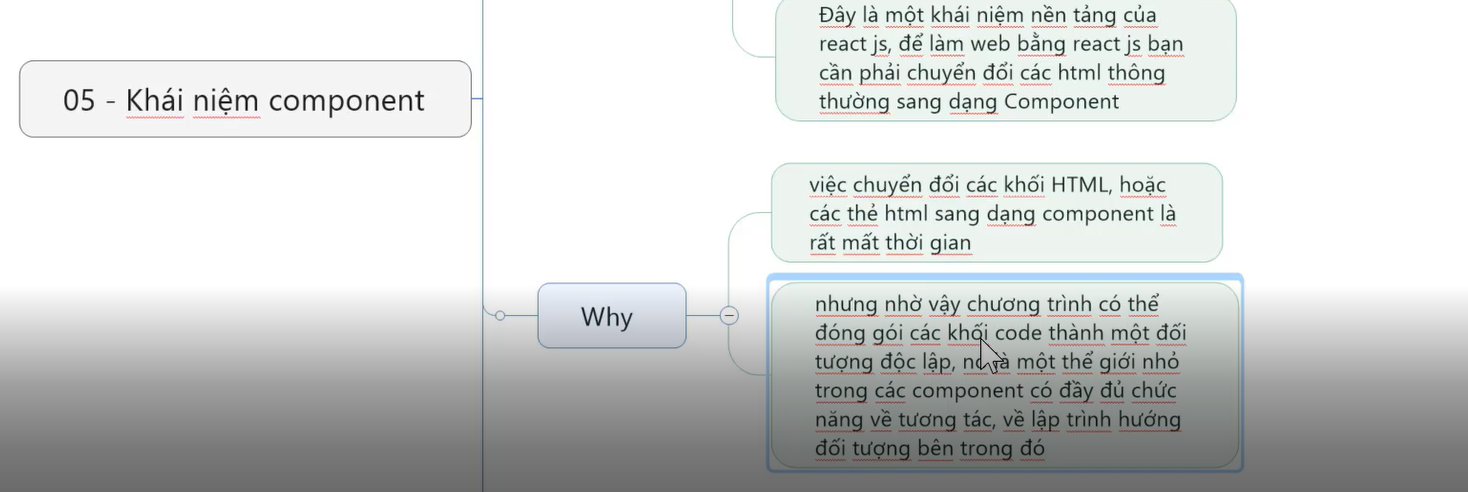 Đây là một khái niệm nền tảng của
react js, để làm web bằng react js bạn
cần phải chuyển đổi các html thông
thường sang dạng Component
05 - Khái niệm component
việc chuyển đổi các khối HTML, hoặc
các thẻ html sang dạng component là
rất mất thời gian
Why
nhưng nhờ vậy chương trình có thể
đóng gói các khối code thành một đối
tượng độc lập, nó là một thế giới nhỏ
trong các component có đầy đủ chức
năng về tương tác, về lập trình hướng
đối tượng bên trong đó